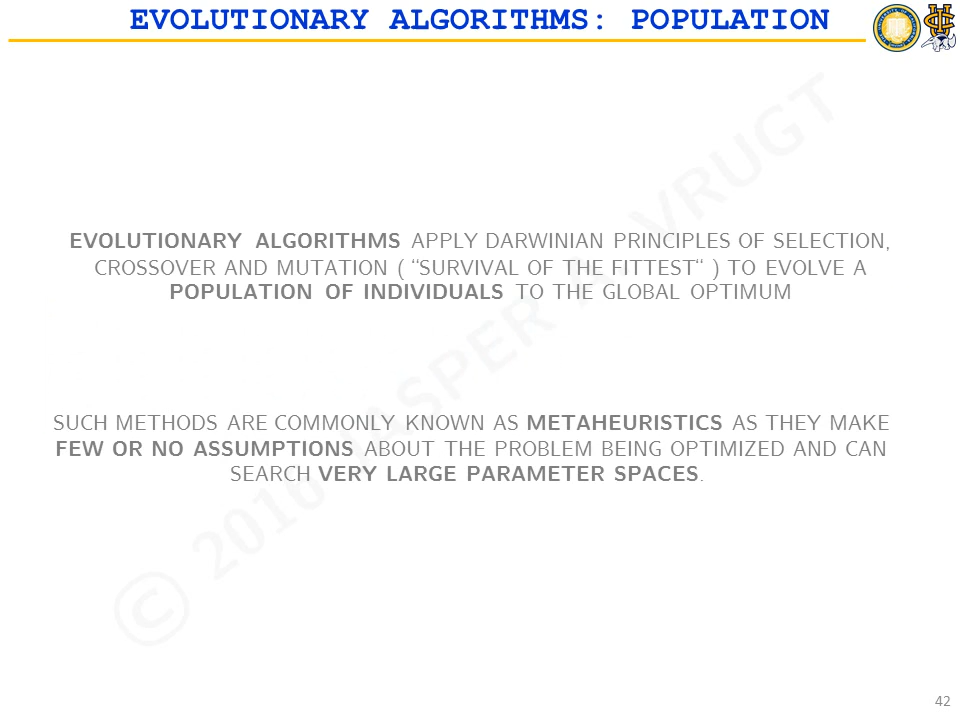 EVOLUTIONARY ALGORITHMS: POPULATION
EVOLUTIONARY ALGORITHMS APPLY DARWINIAN PRINCIPLES OF SELECTION,
CROSSOVER AND MUTATION ( “SURVIVAL OF THE FITTEST“ ) TO EVOLVE A
POPULATION OF INDIVIDUALS TO THE GLOBAL OPTIMUM
SUCH METHODS ARE COMMONLY KNOWN AS METAHEURISTICS AS THEY MAKE
FEW OR NO ASSUMPTIONS ABOUT THE PROBLEM BEING OPTIMIZED AND CAN
SEARCH VERY LARGE PARAMETER SPACES.
© 2016 JASPER A VRUGT
42